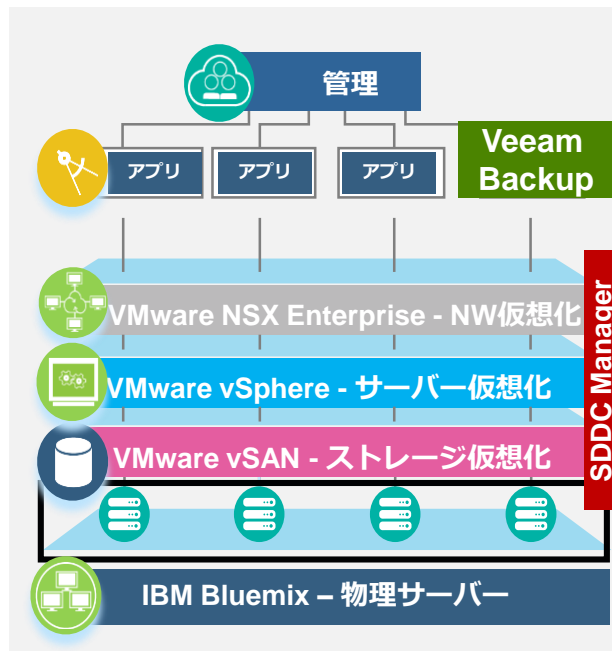 管理
アプリ
アプリ
アプリ
Veeam
Backup
VMware NSX Enterprise - NW仮想化
VMware vSphere - サーバー仮想化
VMware vSAN - ストレージ仮想化
SDDC Manager
IBM Bluemix – 物理サーバー